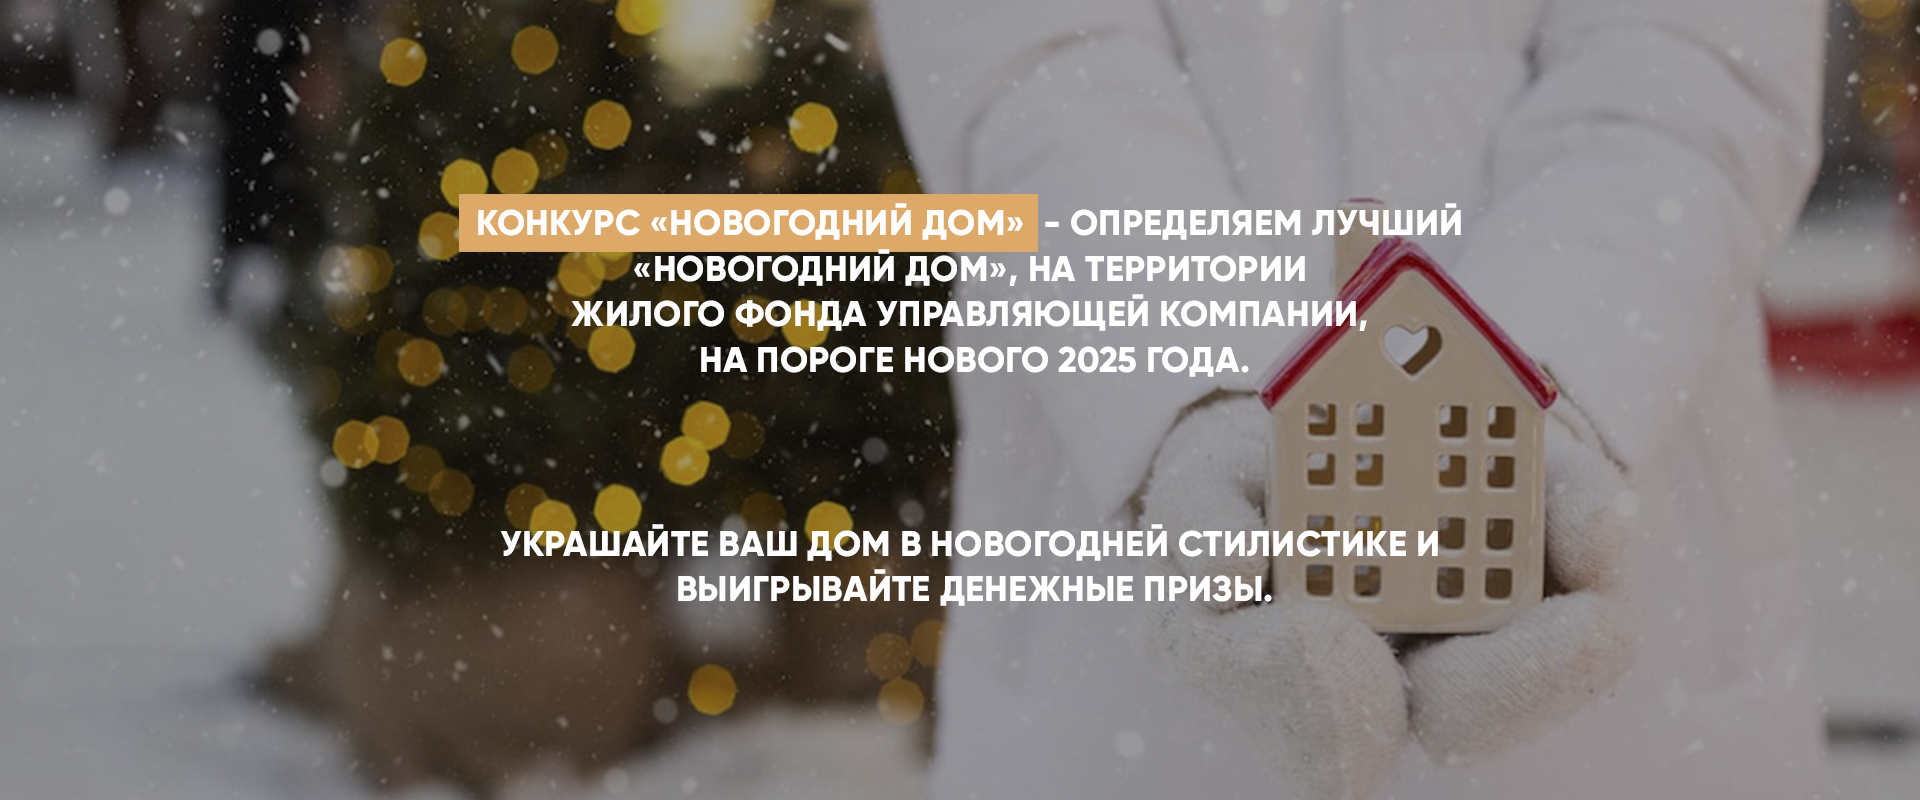 КОНКУРС «НОВОГОДНИЙ ДОМ» - ОПРЕДЕЛЯЕМ ЛУЧШИЙ
«НОВОГОДНИЙ ДОМ», НА ТЕРРИТОРИИ
ЖИЛОГО ФОНДА УПРАВЛЯЮЩЕЙ КОМПАНИИ,
НА ПОРОГЕ НОВОГО 2025 ГОДА.
УКРАШАЙТЕ ВАШ ДОМ В НОВОГОДНЕЙ СТИЛИСТИКЕ И
ВЫИГРЫВАЙТЕ ДЕНЕЖНЫЕ ПРИЗЫ.